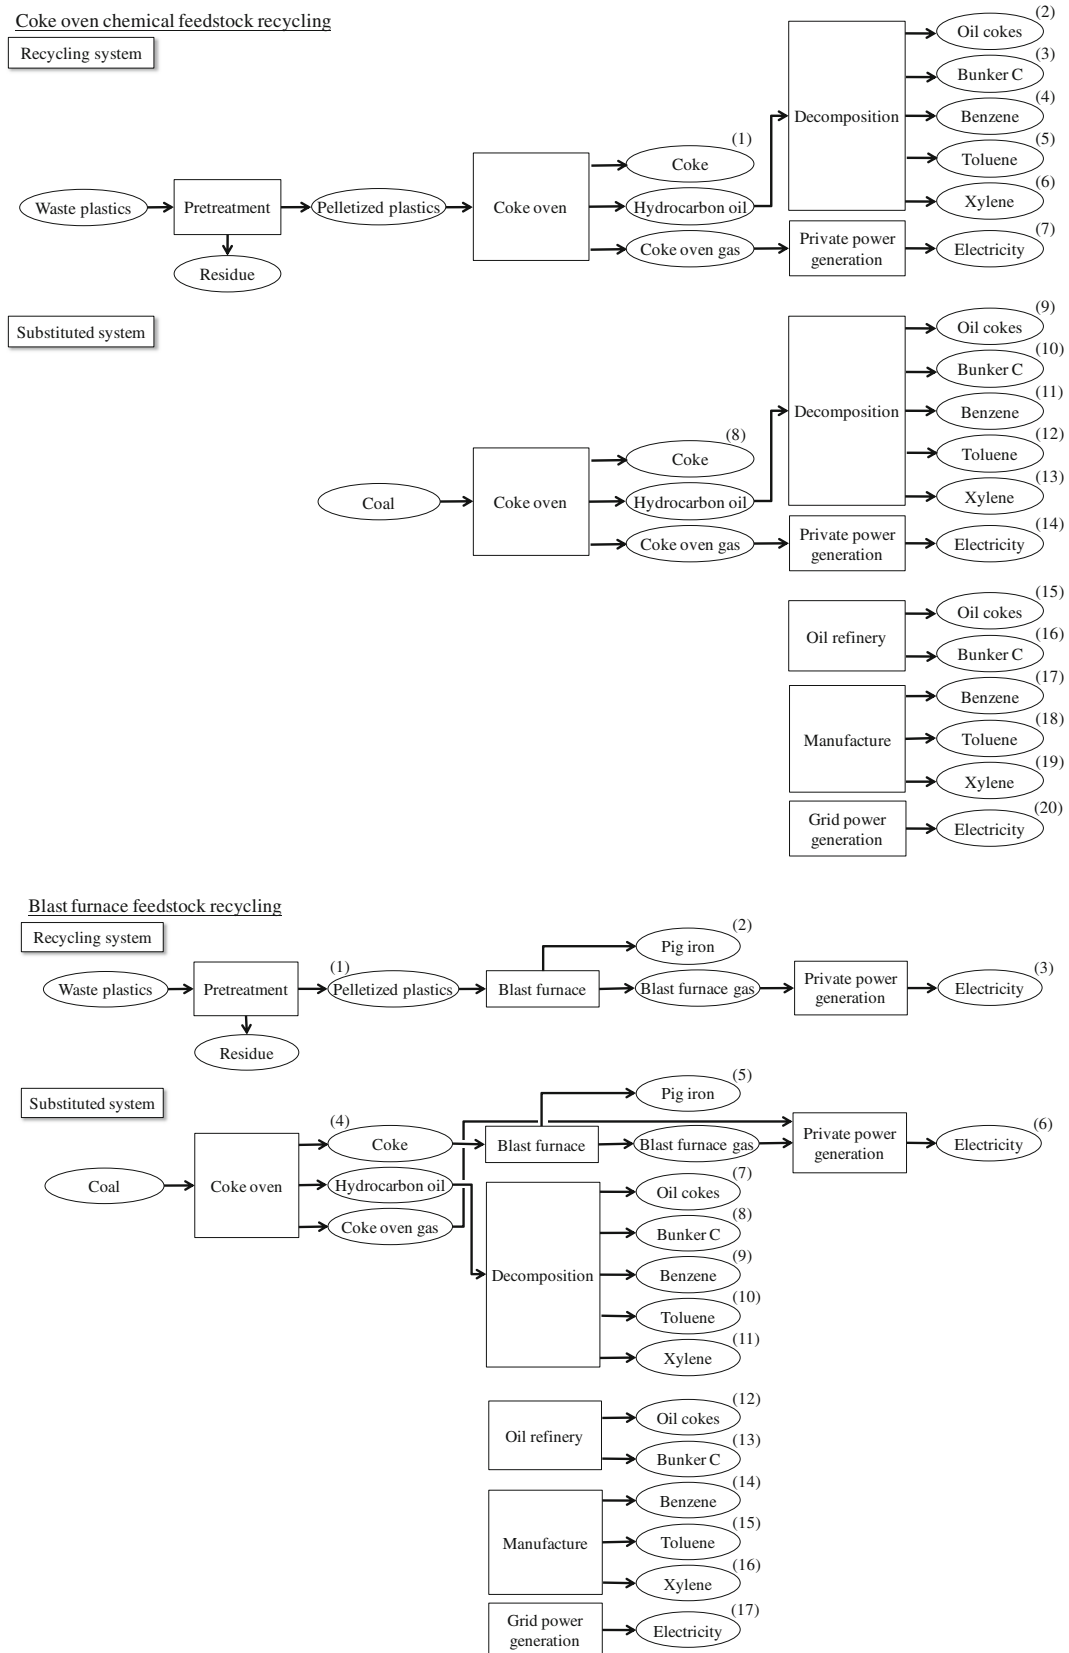 Coke oven chemical feedstock recycling
Recycling system
Waste plastics
Pretreatment
Residue
Pelletized plastics
Coke oven
(1)
Coke
Hydrocarbon oil
Coke oven gas
Decomposition
Private power
generation
(2)
Oil cokes
(3)
Bunker C
(4)
Benzene
(5)
Toluene
(6)
Xylene
(7)
Electricity
Substituted system
Coal
Coke oven
(8)
Coke
Hydrocarbon oil
Coke oven gas
Decomposition
Private power
generation
(9)
Oil cokes
(10)
Bunker C
(11)
Benzene
(12)
Toluene
(13)
Xylene
(14)
Electricity
Oil refinery
(15)
Oil cokes
(16)
Bunker C
Manufacture
(17)
Benzene
(18)
Toluene
(19)
Xylene
Grid power
generation
(20)
Electricity
Blast furnace feedstock recycling
Recycling system
Waste plastics
Pretreatment
Residue
(1)
Pelletized plastics
Blast furnace
(2)
Pig iron
Blast furnace gas
Private power
generation
(3)
Electricity
Substituted system
Coal
Coke oven
(4)
Coke
Hydrocarbon oil
Coke oven gas
Blast furnace
(5)
Pig iron
Blast furnace gas
Private power
generation
(6)
Electricity
Decomposition
(7)
Oil cokes
(8)
Bunker C
(9)
Benzene
(10)
Toluene
(11)
Xylene
Oil refinery
(12)
Oil cokes
(13)
Bunker C
Manufacture
(14)
Benzene
(15)
Toluene
(16)
Xylene
Grid power
generation
(17)
Electricity